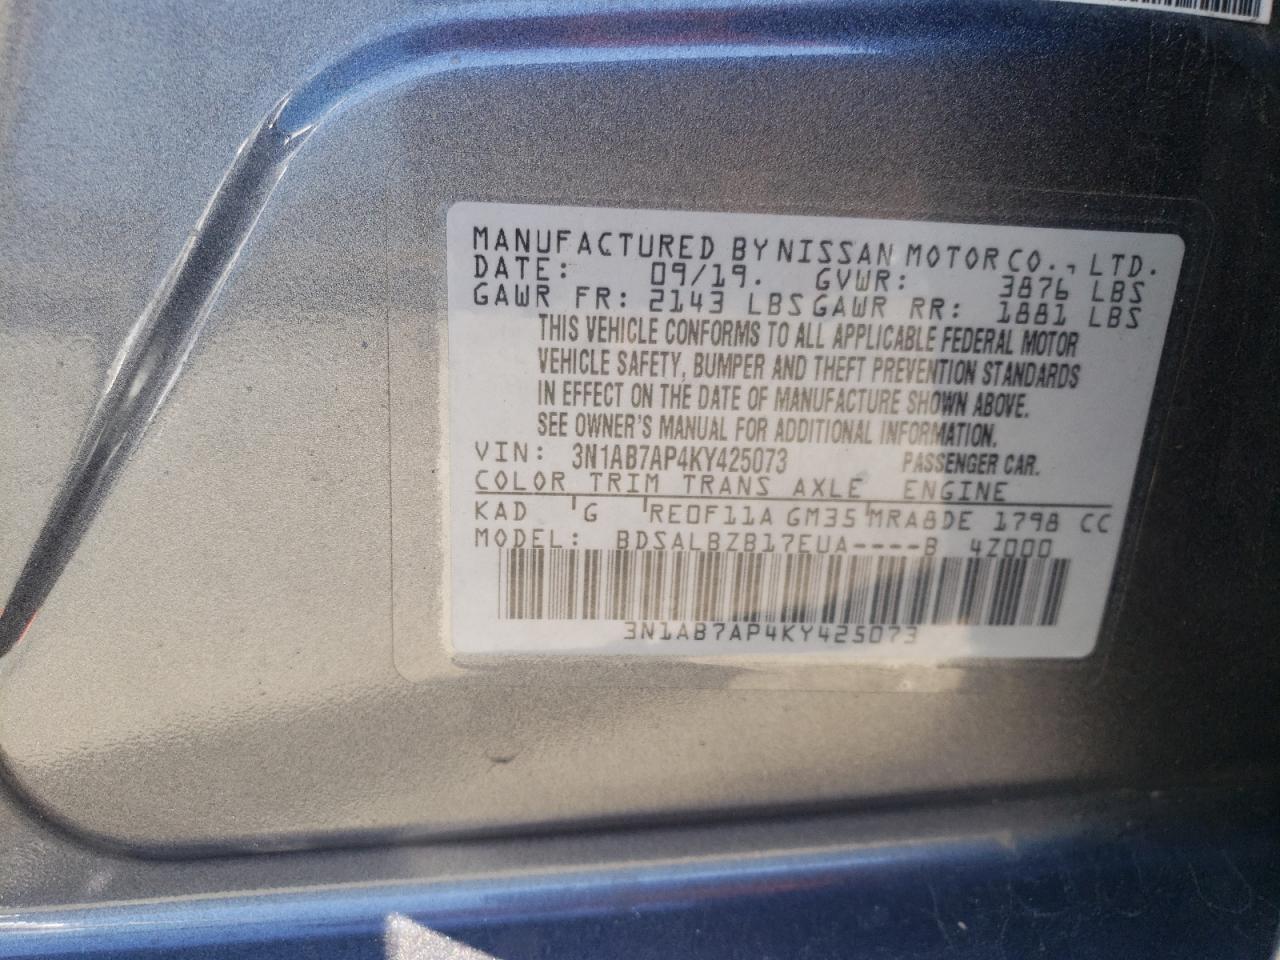 MANUFACTURED BY NISSAN MOTOR CO., LTD.
DATE: 09/19. GVWR: 3876 LBS
GAWR FR: 2143 LBS GAWR RR: 1881 LBS
THIS VEHICLE CONFORMS TO ALL APPLICABLE FEDERAL MOTOR
VEHICLE SAFETY, BUMPER AND THEFT PREVENTION STANDARDS
IN EFFECT ON THE DATE OF MANUFACTURE SHOWN ABOVE.
SEE OWNER'S MANUAL FOR ADDITIONAL INFORMATION.
VIN: 3N1AB7AP4KY425073 PASSENGER CAR.
COLOR TRIM TRANS AXLE ENGINE
KAD G RE0F11A GM35 MRA8DE 1798 CC
MODEL: BDSALBZB17EUA----B 4Z000
3N1AB7AP4KY425073